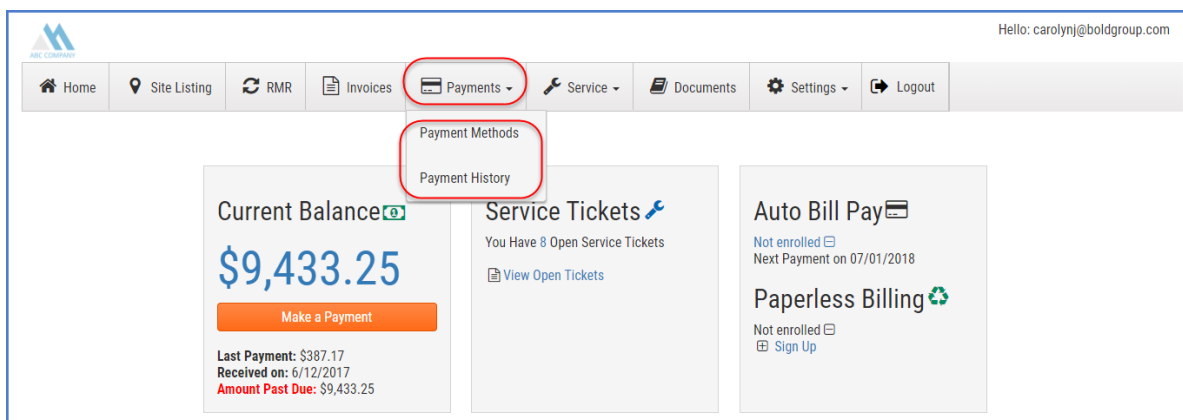 Hello: carolynj@boldgroup.com
ABC COMPANY
Home Site Listing RMR Invoices Payments Service Documents Settings Logout
Payment Methods
Payment History
Current Balance
$9,433.25
Make a Payment
Last Payment: $387.17
Received on: 6/12/2017
Amount Past Due: $9,433.25
Service Tickets
You Have 8 Open Service Tickets
View Open Tickets
Auto Bill Pay
Not enrolled
Next Payment on 07/01/2018
Paperless Billing
Not enrolled
Sign Up